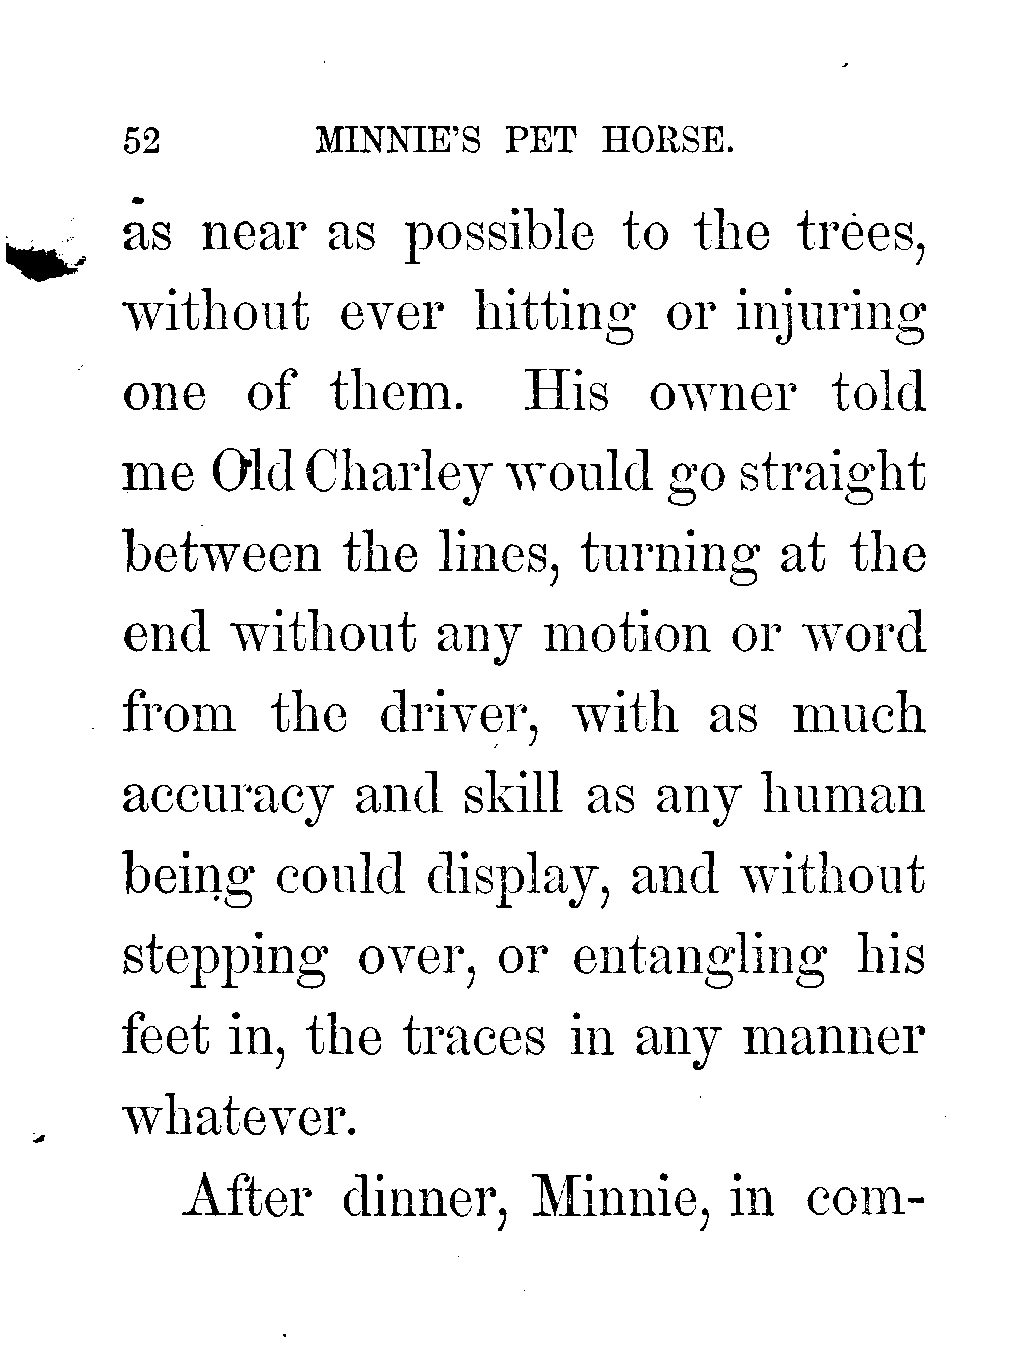 52 MINNIE'S PET HORSE.
as near as possible to the trees,
without ever hitting or injuring
one of them. His owner told
me Old Charley would go straight
between the lines, turning at the
end without any motion or word
from the driver, with as much
accuracy and skill as any human
being could display, and without
stepping over, or entangling his
feet in, the traces in any manner
whatever.
After dinner, Minnie, in com-